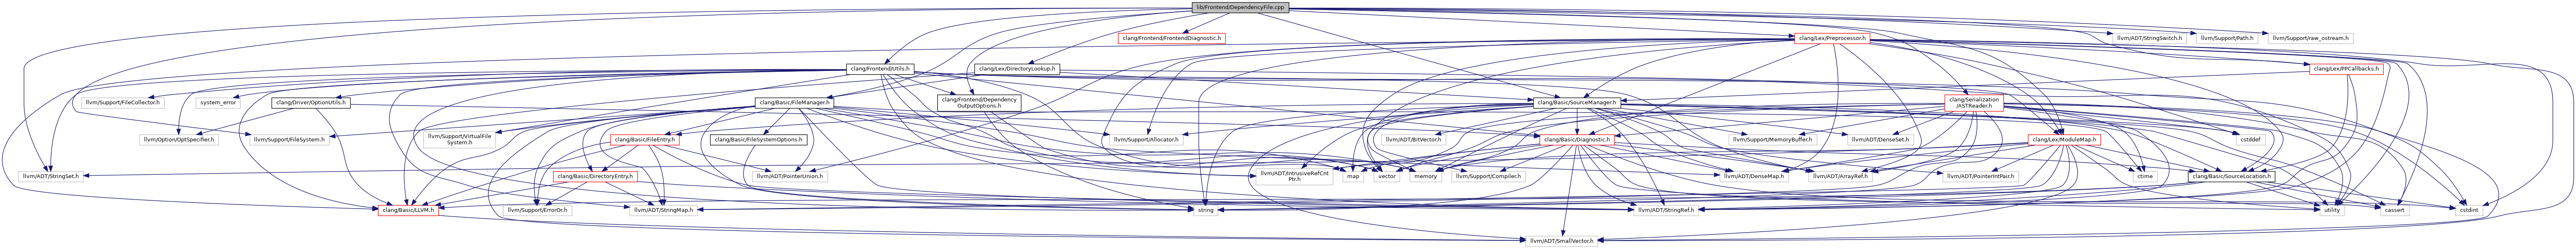 lib/Frontend/DependencyFile.cpp
clang/Frontend/FrontendDiagnostic.h
clang/Lex/Preprocessor.h
llvm/ADT/StringSwitch.h
llvm/Support/Path.h
llvm/Support/raw_ostream.h
clang/Frontend/Utils.h
clang/Lex/DirectoryLookup.h
clang/Lex/PPCallbacks.h
llvm/Support/FileCollector.h
system_error
clang/Driver/OptionUtils.h
clang/Basic/FileManager.h
clang/Frontend/Dependency
OutputOptions.h
clang/Basic/SourceManager.h
clang/Serialization
/ASTReader.h
llvm/Option/OptSpecifier.h
llvm/Support/FileSystem.h
llvm/Support/VirtualFile
System.h
clang/Basic/FileEntry.h
clang/Basic/FileSystemOptions.h
llvm/Support/Allocator.h
llvm/ADT/BitVector.h
clang/Basic/Diagnostic.h
llvm/Support/MemoryBuffer.h
llvm/ADT/DenseSet.h
clang/Lex/ModuleMap.h
cstddef
llvm/ADT/StringSet.h
clang/Basic/DirectoryEntry.h
llvm/ADT/PointerUnion.h
llvm/ADT/IntrusiveRefCnt
Ptr.h
map
vector
memory
llvm/Support/Compiler.h
llvm/ADT/DenseMap.h
llvm/ADT/ArrayRef.h
llvm/ADT/PointerIntPair.h
ctime
clang/Basic/SourceLocation.h
clang/Basic/LLVM.h
llvm/Support/ErrorOr.h
llvm/ADT/StringMap.h
string
llvm/ADT/StringRef.h
utility
cassert
cstdint
llvm/ADT/SmallVector.h